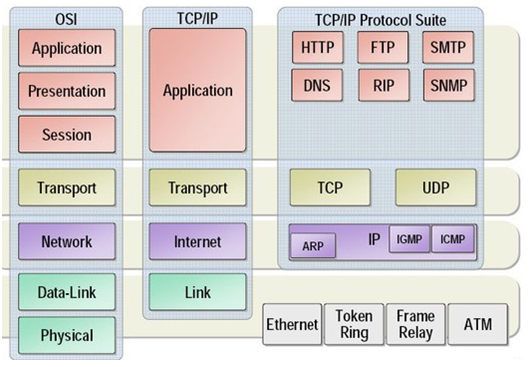 OSI
TCP/IP
TCP/IP Protocol Suite
Application
Presentation
Session
Application
HTTP
FTP
SMTP
DNS
RIP
SNMP
Transport
Transport
TCP
UDP
Network
Internet
ARP
IP
IGMP
ICMP
Data-Link
Link
Physical
Ethernet
Token
Ring
Frame
Relay
ATM